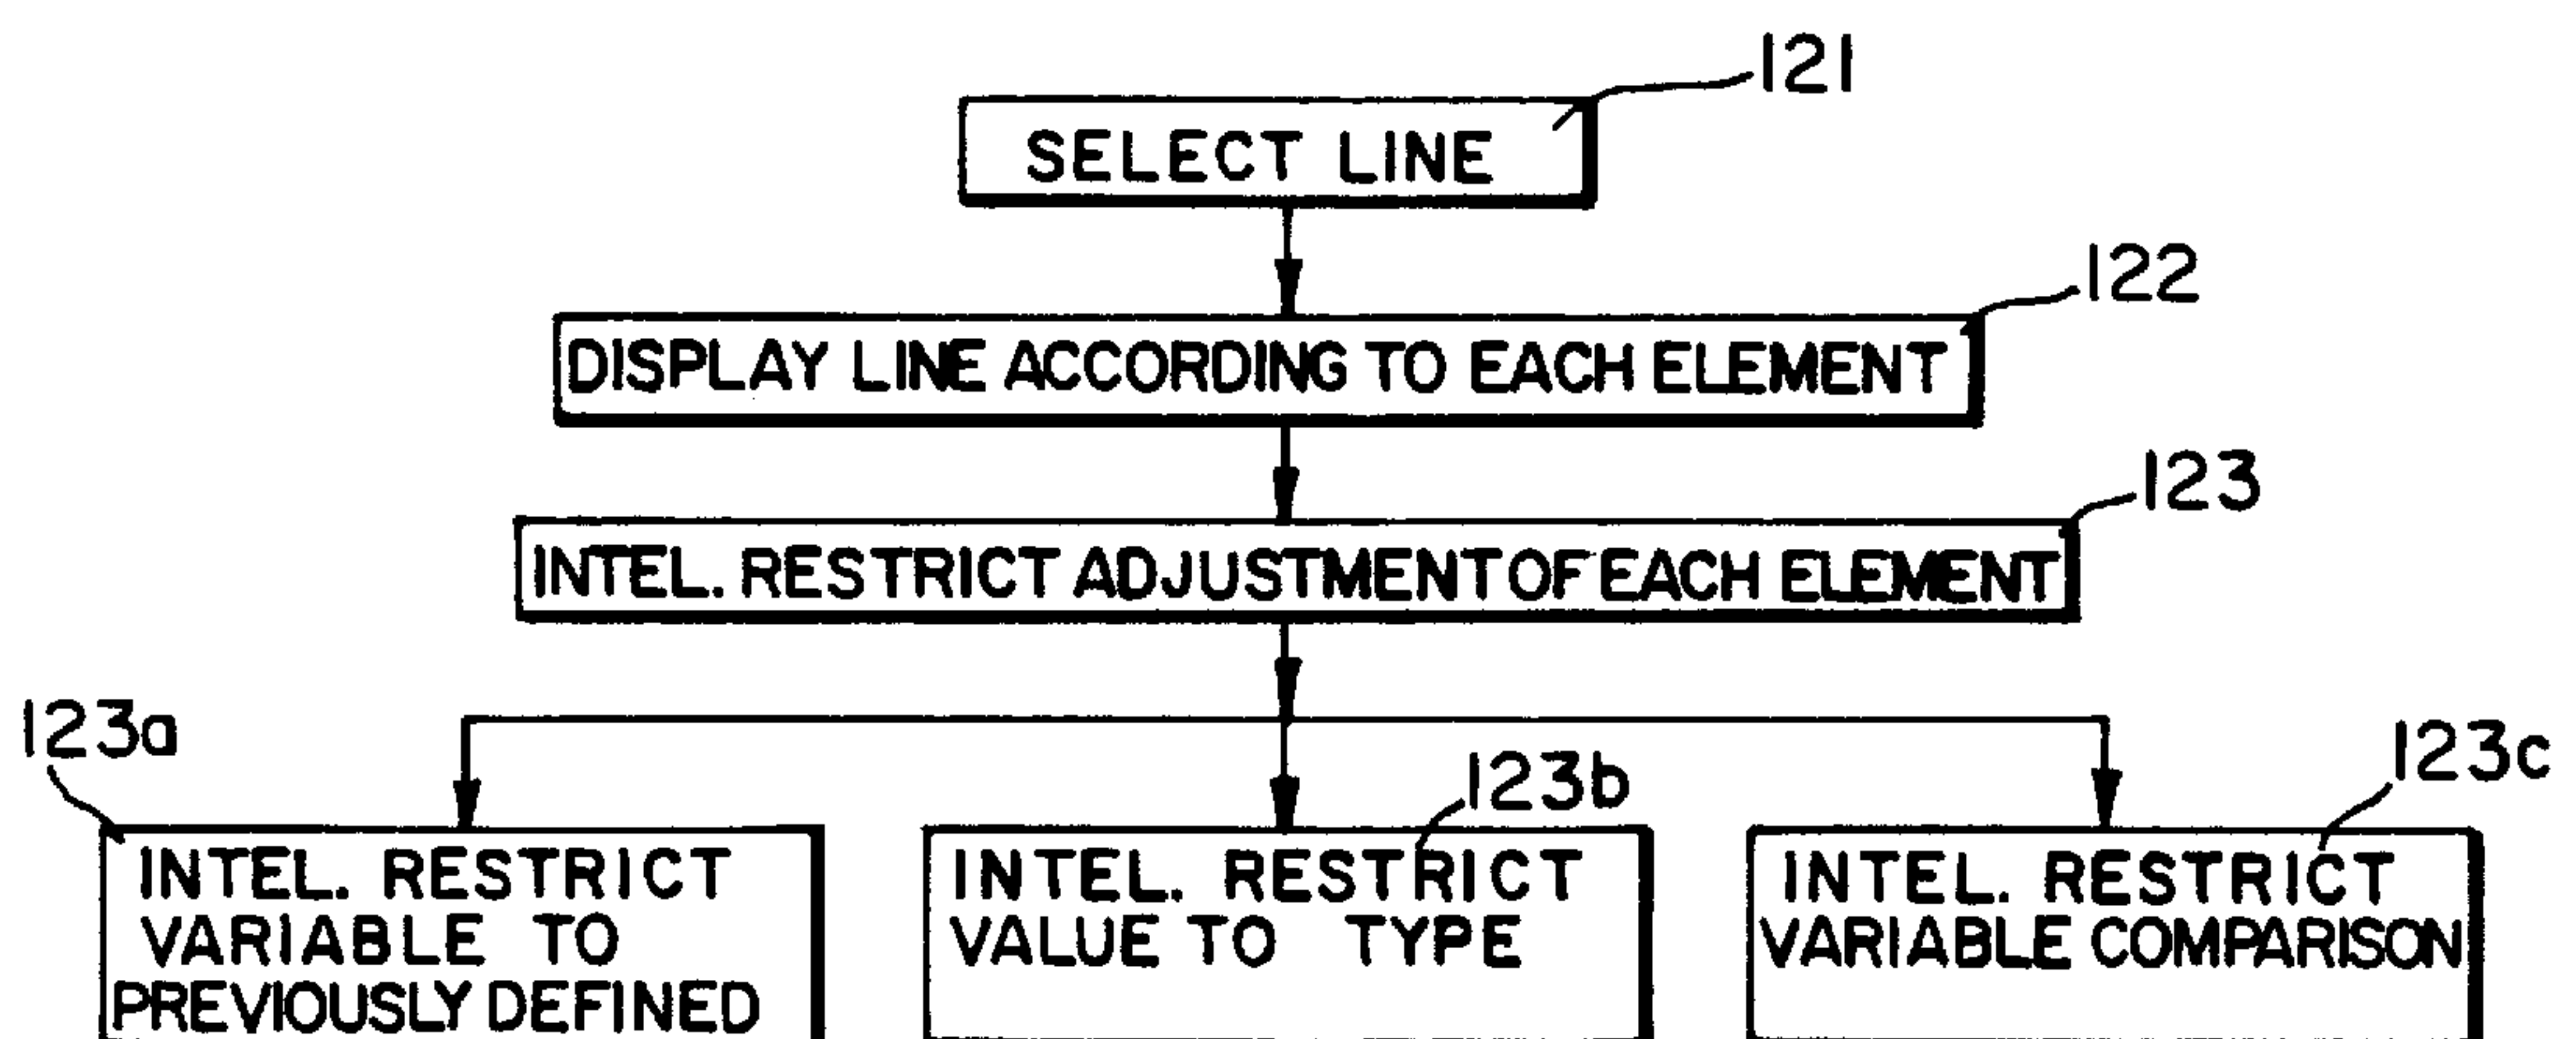 121
SELECT LINE
122
DISPLAY LINE ACCORDING TO EACH ELEMENT
123
INTEL. RESTRICT ADJUSTMENT OF EACH ELEMENT
123a
INTEL. RESTRICT
VARIABLE TO
PREVIOUSLY DEFINED
123b
INTEL. RESTRICT
VALUE TO TYPE
123c
INTEL. RESTRICT
VARIABLE COMPARISON